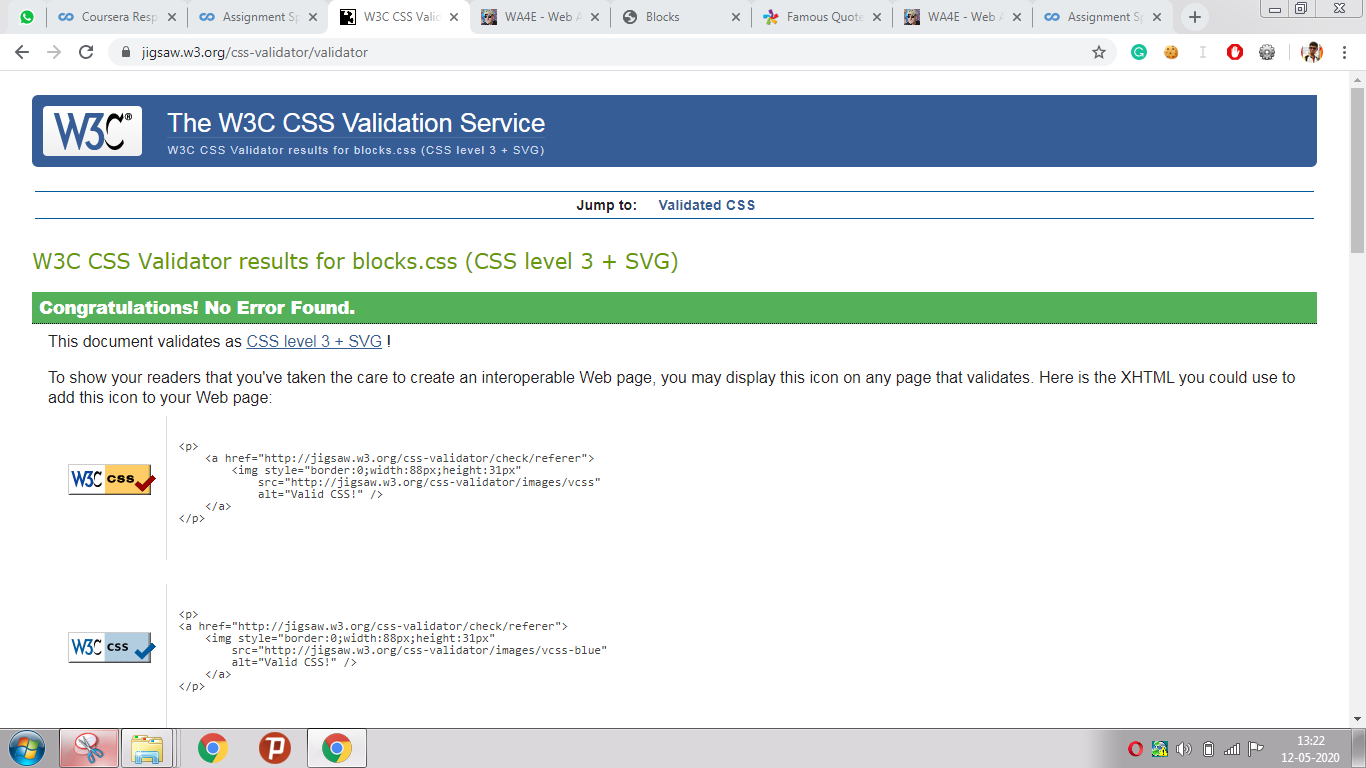 Coursera Resp
Assignment Sp
W3C CSS Valid
WA4E - Web A
Blocks
Famous Quote
WA4E - Web A
Assignment Sp
jigsaw.w3.org/css-validator/validator
W3C®
The W3C CSS Validation Service
W3C CSS Validator results for blocks.css (CSS level 3 + SVG)
Jump to: Validated CSS
W3C CSS Validator results for blocks.css (CSS level 3 + SVG)
Congratulations! No Error Found.
This document validates as CSS level 3 + SVG !
To show your readers that you've taken the care to create an interoperable Web page, you may display this icon on any page that validates. Here is the XHTML you could use to
add this icon to your Web page:
W3C CSS
<p>
<a href="http://jigsaw.w3.org/css-validator/check/referer">
<img style="border:0;width:88px;height:31px"
src="http://jigsaw.w3.org/css-validator/images/vcss"
alt="Valid CSS!" />
</a>
</p>
W3C CSS
<p>
<a href="http://jigsaw.w3.org/css-validator/check/referer">
<img style="border:0;width:88px;height:31px"
src="http://jigsaw.w3.org/css-validator/images/vcss-blue"
alt="Valid CSS!" />
</a>
</p>
13:22
12-05-2020